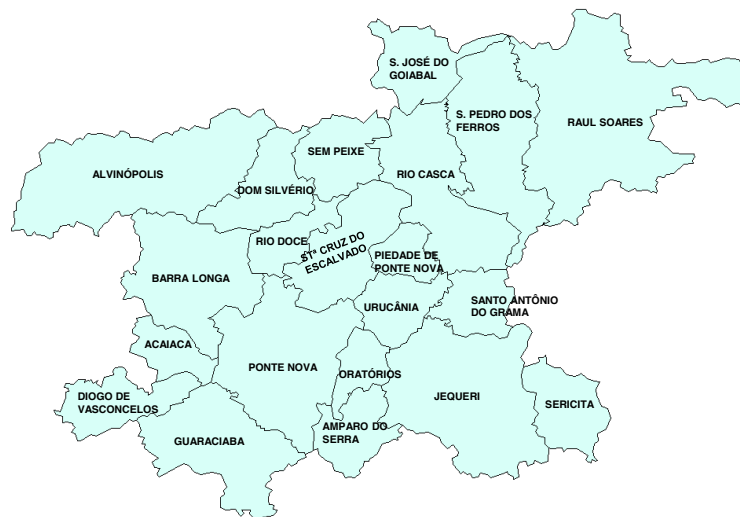 S. JOSÉ DO
GOIABAL
S. PEDRO DOS
FERROS
RAUL SOARES
SEM PEIXE
ALVINÓPOLIS
RIO CASCA
DOM SILVÉRIO
RIO DOCE
STª CRUZ DO
ESCALVADO
PIEDADE DE
PONTE NOVA
BARRA LONGA
URUCÂNIA
SANTO ANTÔNIO
DO GRAMA
ACAIACA
PONTE NOVA
ORATÓRIOS
DIOGO DE
VASCONCELOS
JEQUERI
SERICITA
GUARACIABA
AMPARO DO
SERRA